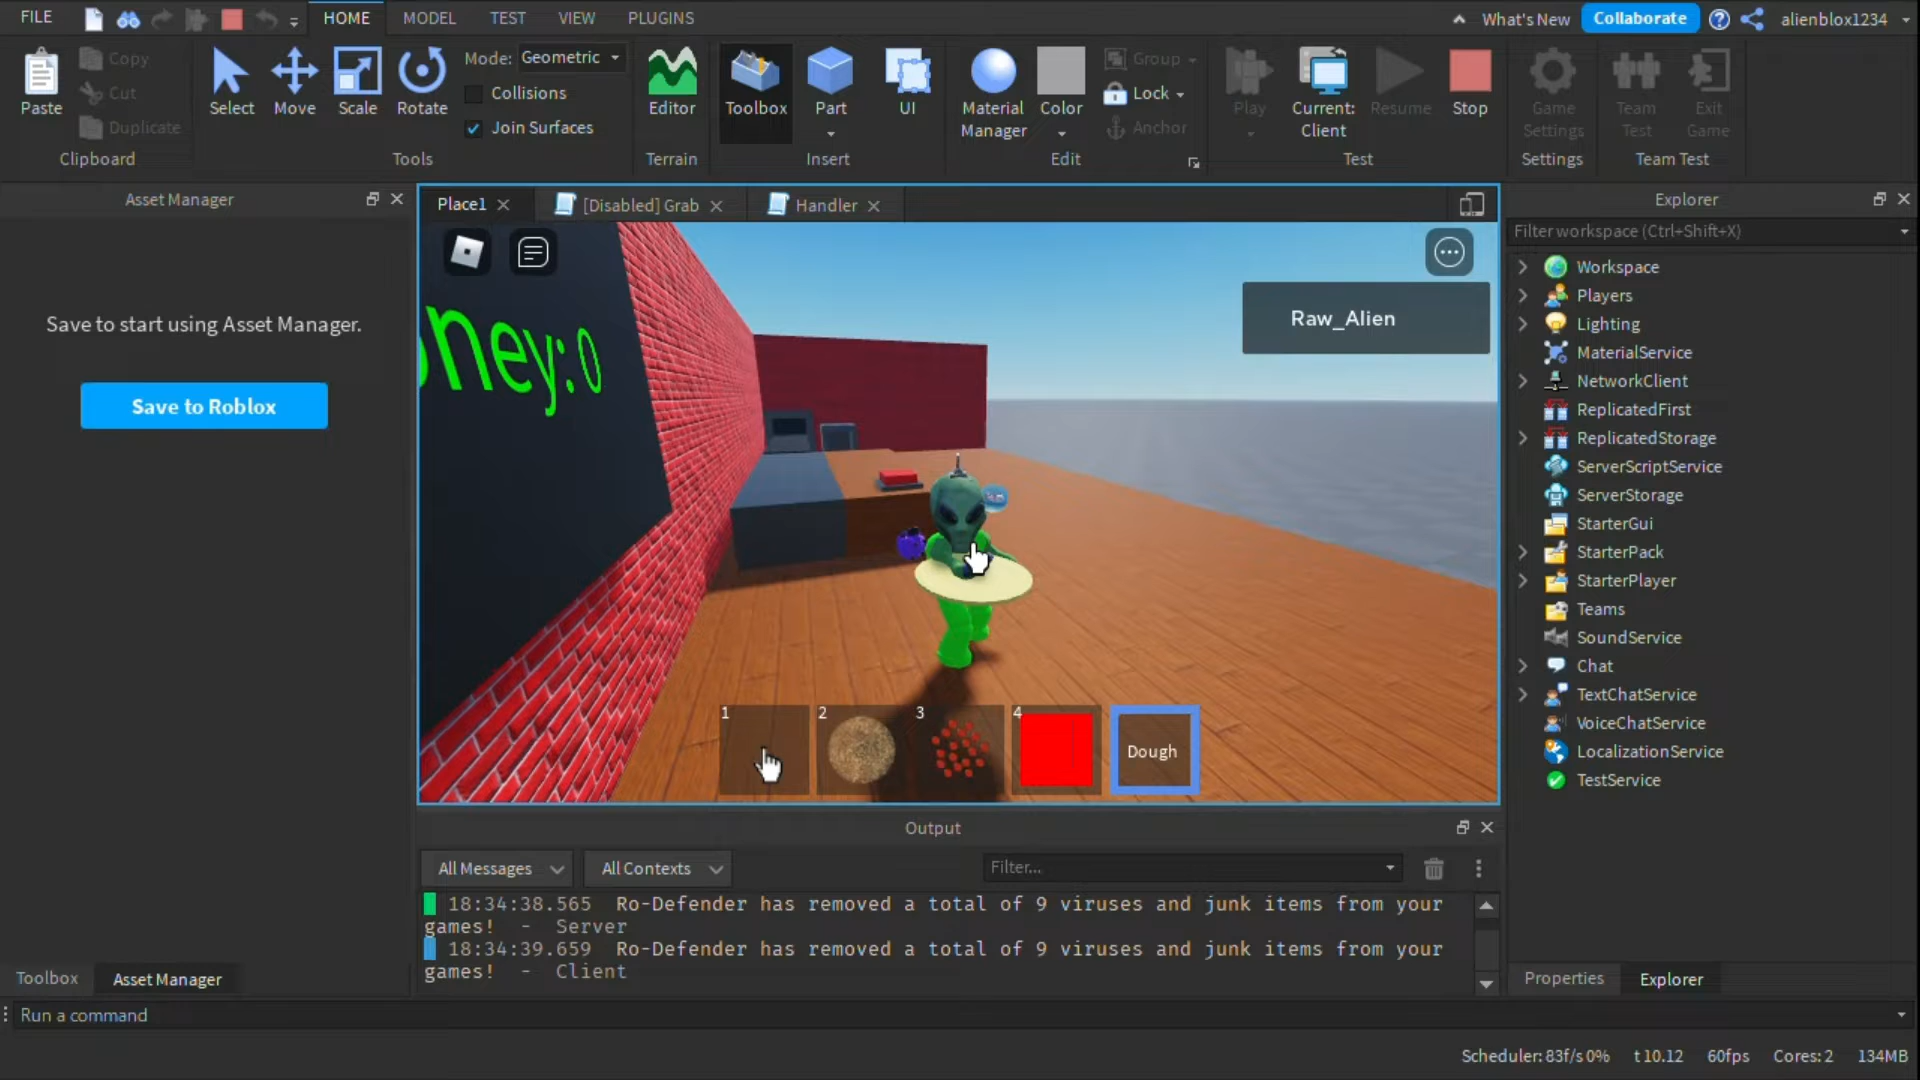 FILE
HOME
MODEL
TEST
VIEW
PLUGINS
What's New
Collaborate
alienblox1234
Paste
Copy
Cut
Duplicate
Clipboard
Select
Move
Scale
Rotate
Mode: Geometric
Collisions
Join Surfaces
Tools
Editor
Terrain
Toolbox
Part
UI
Insert
Material
Manager
Color
Group
Lock
Anchor
Edit
Play
Current:
Client
Resume
Stop
Test
Game
Settings
Settings
Team
Test
Exit
Game
Team Test
Asset Manager
Save to start using Asset Manager.
Save to Roblox
Toolbox
Asset Manager
Place1
[Disabled] Grab
Handler
oney: 0
Raw_Alien
1
2
3
4
Dough
Output
All Messages
All Contexts
Filter...
18:34:38.565 Ro-Defender has removed a total of 9 viruses and junk items from your
games! - Server
18:34:39.659 Ro-Defender has removed a total of 9 viruses and junk items from your
games! - Client
Explorer
Filter workspace (Ctrl+Shift+X)
Workspace
Players
Lighting
MaterialService
NetworkClient
ReplicatedFirst
ReplicatedStorage
ServerScriptService
ServerStorage
StarterGui
StarterPack
StarterPlayer
Teams
SoundService
Chat
TextChatService
VoiceChatService
LocalizationService
TestService
Properties
Explorer
Run a command
Scheduler: 83f/s 0% t 10.12 60fps Cores: 2 134MB